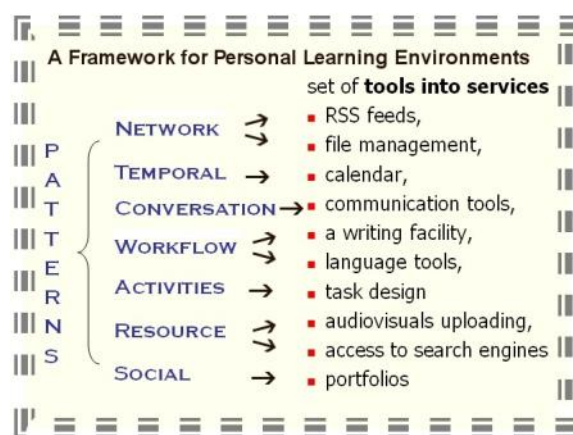 A Framework for Personal Learning Environments
set of tools into services
PATTERNS
NETWORK
TEMPORAL
CONVERSATION
WORKFLOW
ACTIVITIES
RESOURCE
SOCIAL
RSS feeds,
file management,
calendar,
communication tools,
a writing facility,
language tools,
task design
audiovisuals uploading,
access to search engines
portfolios